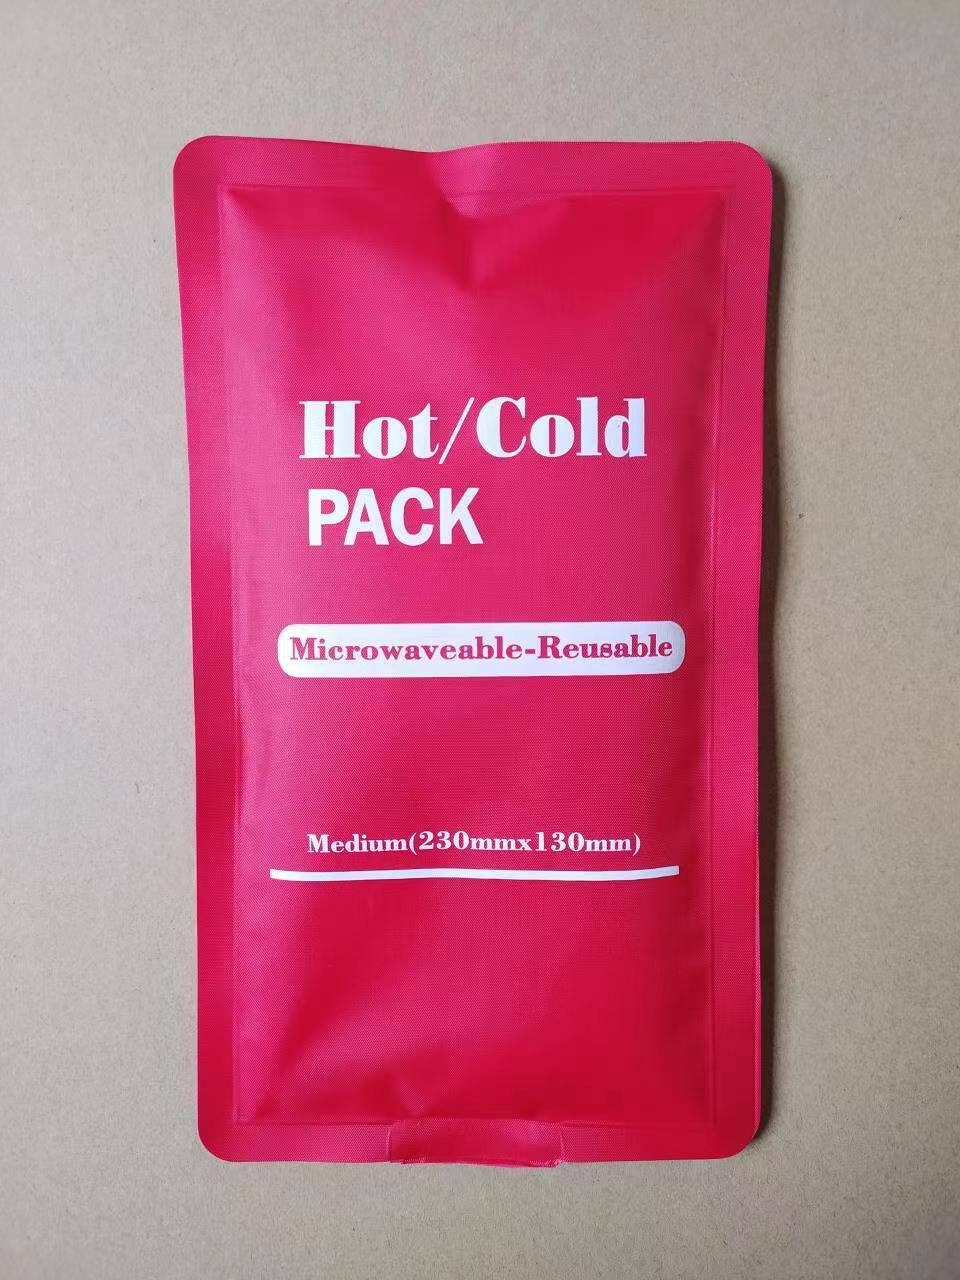 Hot/Cold
PACK
Microwaveable-Reusable
Medium(230mmx130mm)